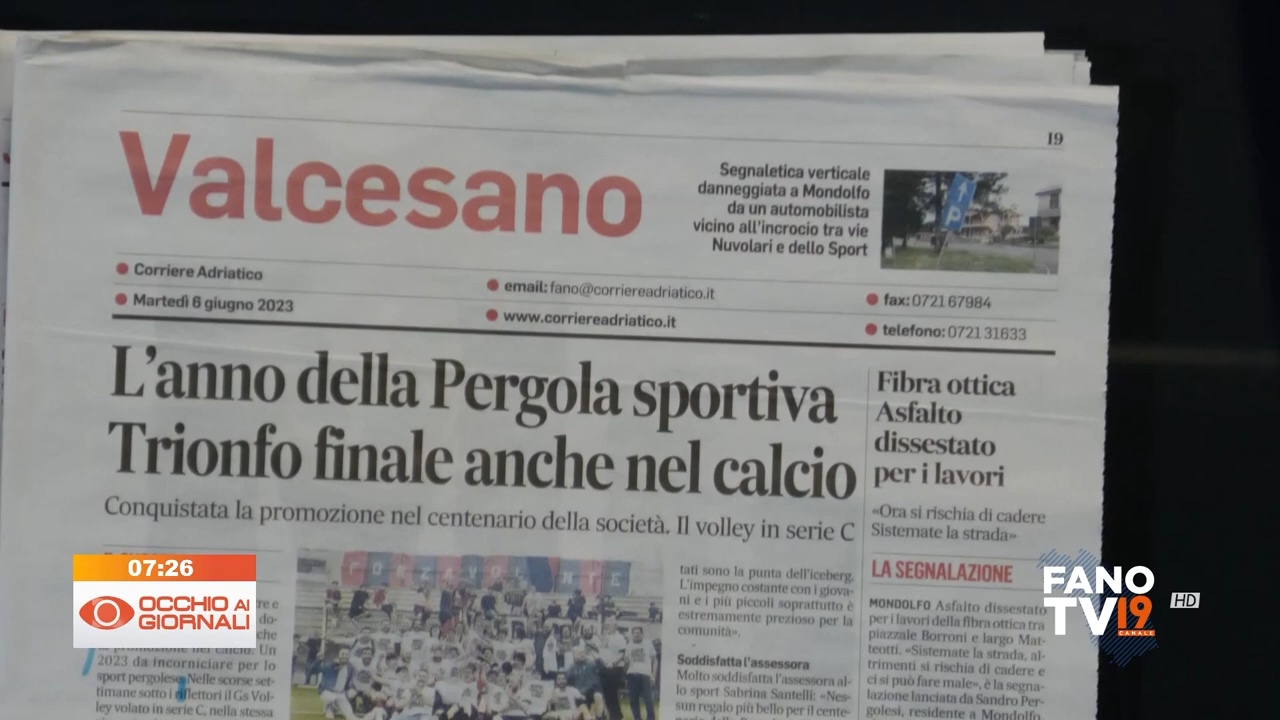 19
Valcesano
Segnaletica verticale
danneggiata a Mondolfo
da un automobilista
vicino all'incrocio tra vie
Nuvolari e dello Sport
P
Corriere Adriatico
Martedì 6 giugno 2023
email: fano@corriereadriatico.it
www.corriereadriatico.it
fax: 0721 67984
telefono: 0721 31633
L'anno della Pergola sportiva
Trionfo finale anche nel calcio
Conquistata la promozione nel centenario della società. Il volley in serie C
promozione nel calcio. Un
2023 da incorniciare per lo
sport pergolese. Nelle scorse set-
timane sotto i riflettori il Gs Vol-
ley volato in serie C, nella stessa
FORZA
tati sono la punta dell'iceberg.
L'impegno costante con i giova-
ni e i più piccoli soprattutto è
estremamente prezioso per la
comunità».
Soddisfatta l'assessora
Molto soddisfatta l'assessora al-
lo sport Sabrina Santelli: «Nes-
sun regalo più bello per il cente-
Fibra ottica
Asfalto
dissestato
per i lavori
«Ora si rischia di cadere
Sistemate la strada»
LA SEGNALAZIONE
MONDOLFO Asfalto dissestato
per i lavori della fibra ottica tra
piazzale Borroni e largo Mat-
teotti. «Sistemate la strada, al-
trimenti si rischia di cadere e
ci si può fare male», è la segna-
lazione lanciata da Sandro Per-
golesi, residente a Mondolfo
07:26
OCCHIO AI
GIORNALI
FANO
TV19
CANALE
HD